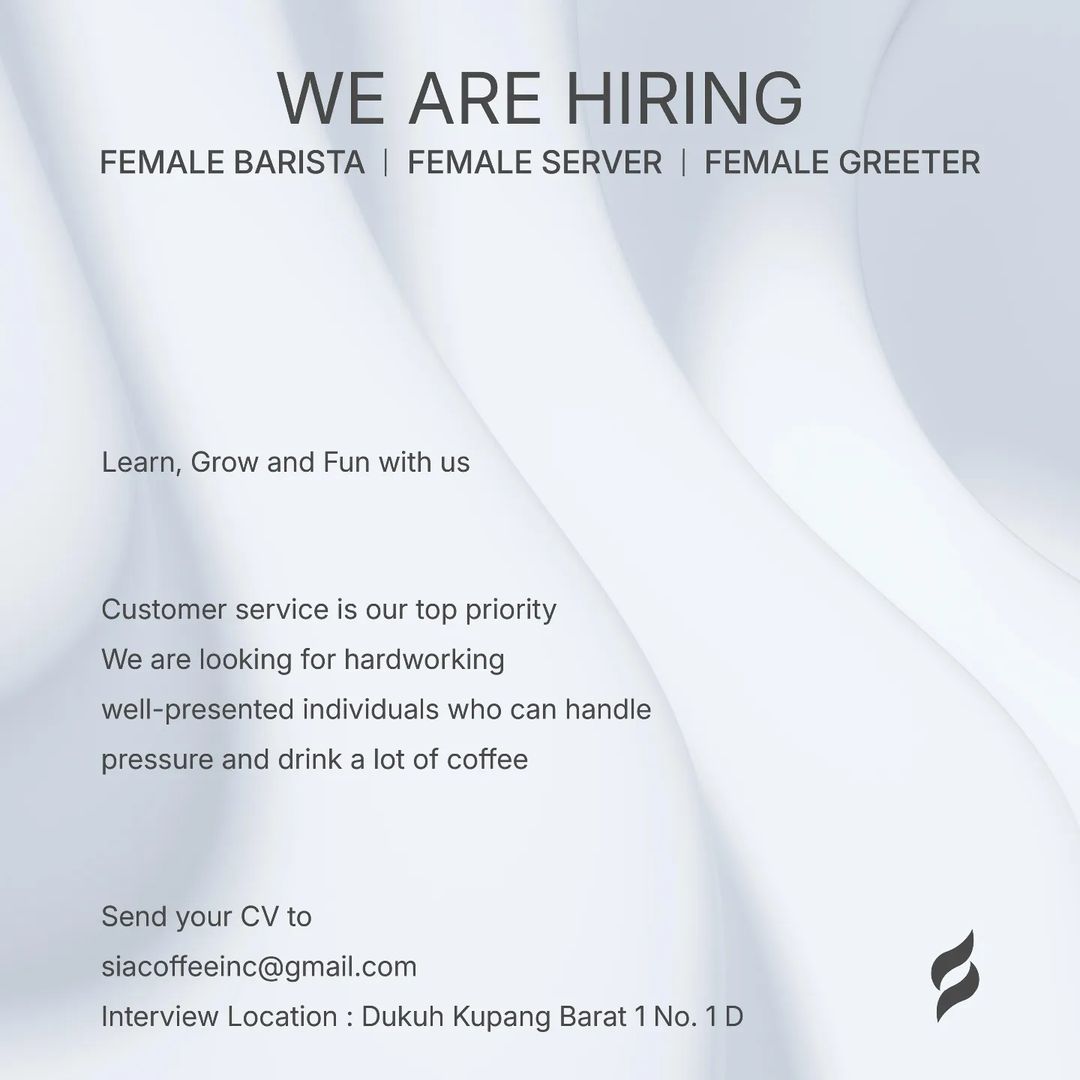 WE ARE HIRING
FEMALE BARISTA | FEMALE SERVER | FEMALE GREETER
Learn, Grow and Fun with us
Customer service is our top priority
We are looking for hardworking
well-presented individuals who can handle
pressure and drink a lot of coffee
Send your CV to
siacoffeeinc@gmail.com
Interview Location : Dukuh Kupang Barat 1 No. 1 D